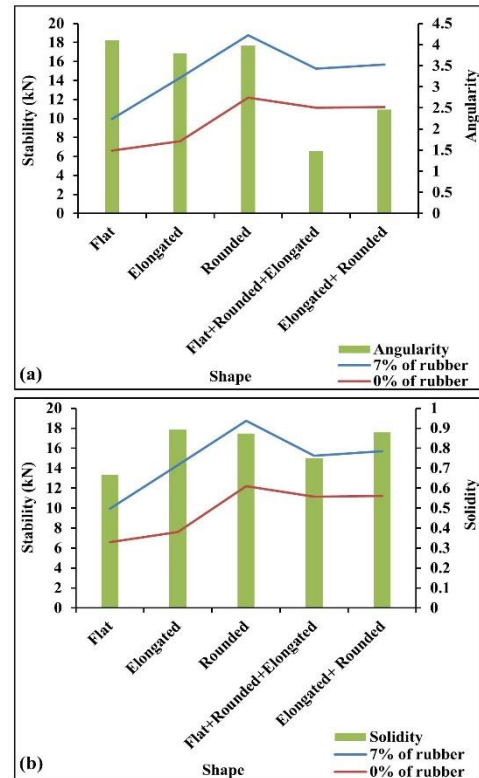 20
18
16
14
12
10
8
6
4
2
0
Stability (kN)
4.5
4
3.5
3
2.5
2
1.5
1
0.5
0
Angularity
Flat
Elongated
Rounded
Flat+Rounded+Elongated
Elongated+ Rounded
Angularity
7% of rubber
0% of rubber
(a)
Shape
20
18
16
14
12
10
8
6
4
2
0
Stability (kN)
1
0.9
0.8
0.7
0.6
0.5
0.4
0.3
0.2
0.1
0
Solidity
Flat
Elongated
Rounded
Flat+Rounded+Elongated
Elongated+ Rounded
Solidity
7% of rubber
0% of rubber
(b)
Shape